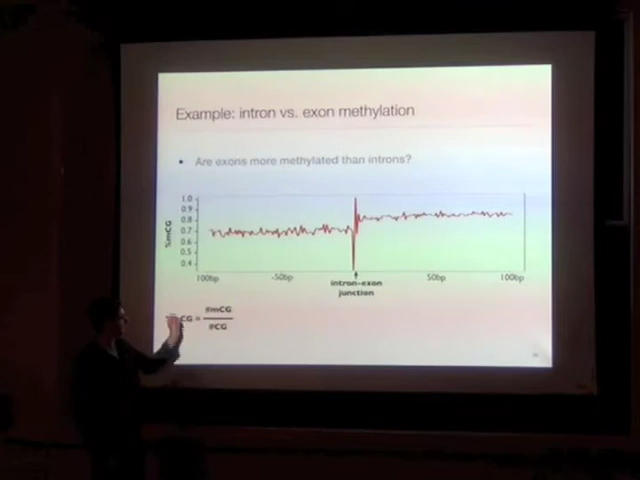 Example: intron vs. exon methylation
• Are exons more methylated than introns?
%mCG
1.0
0.9
0.8
0.7
0.6
0.5
0.4
100bp -50bp 50bp 100bp
intron-exon
junction
CG = #mCG
#CG